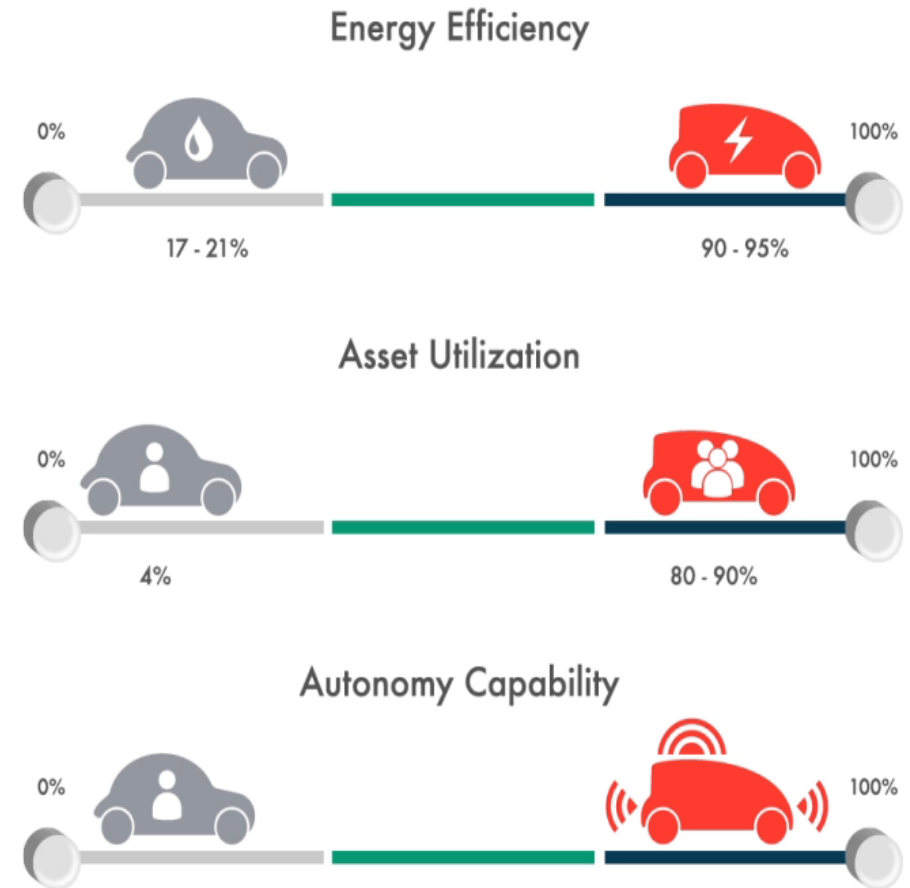 Energy Efficiency
0%
100%
17 - 21%
90 - 95%
Asset Utilization
0%
100%
4%
80 - 90%
Autonomy Capability
0%
100%